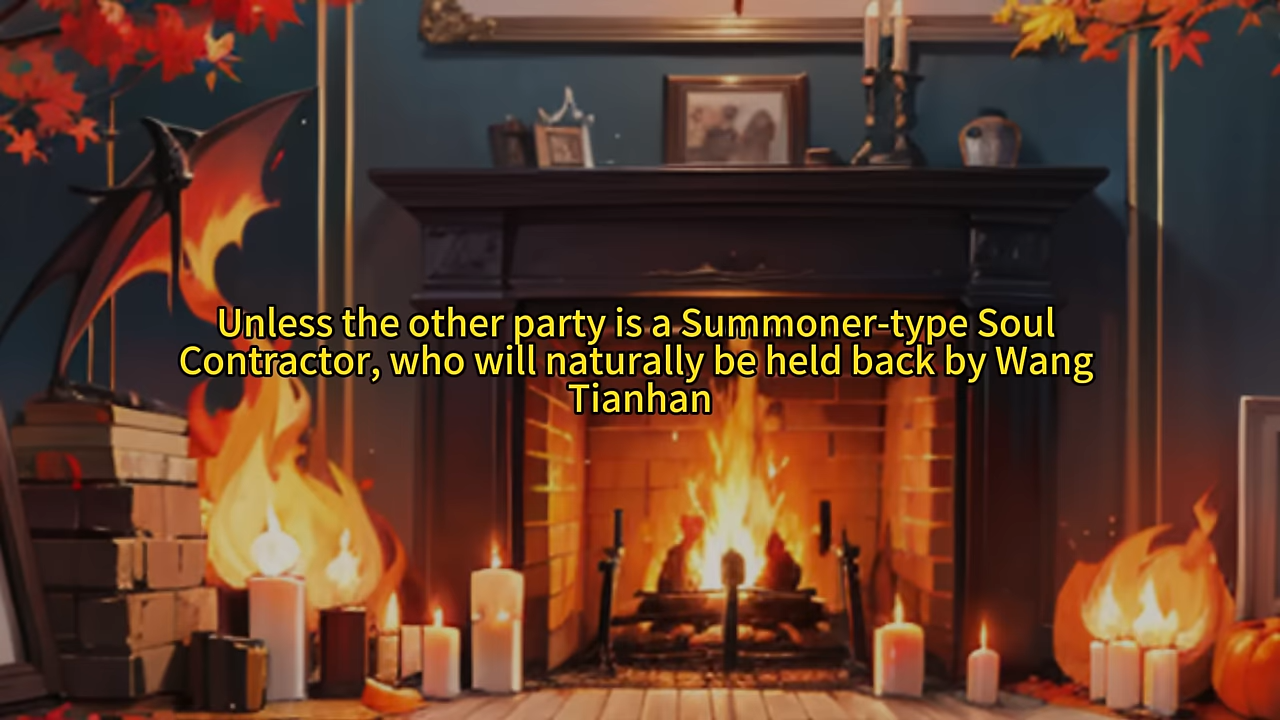 Unless the other party is a Summoner-type Soul
Contractor, who will naturally be held back by Wang
Tianhan